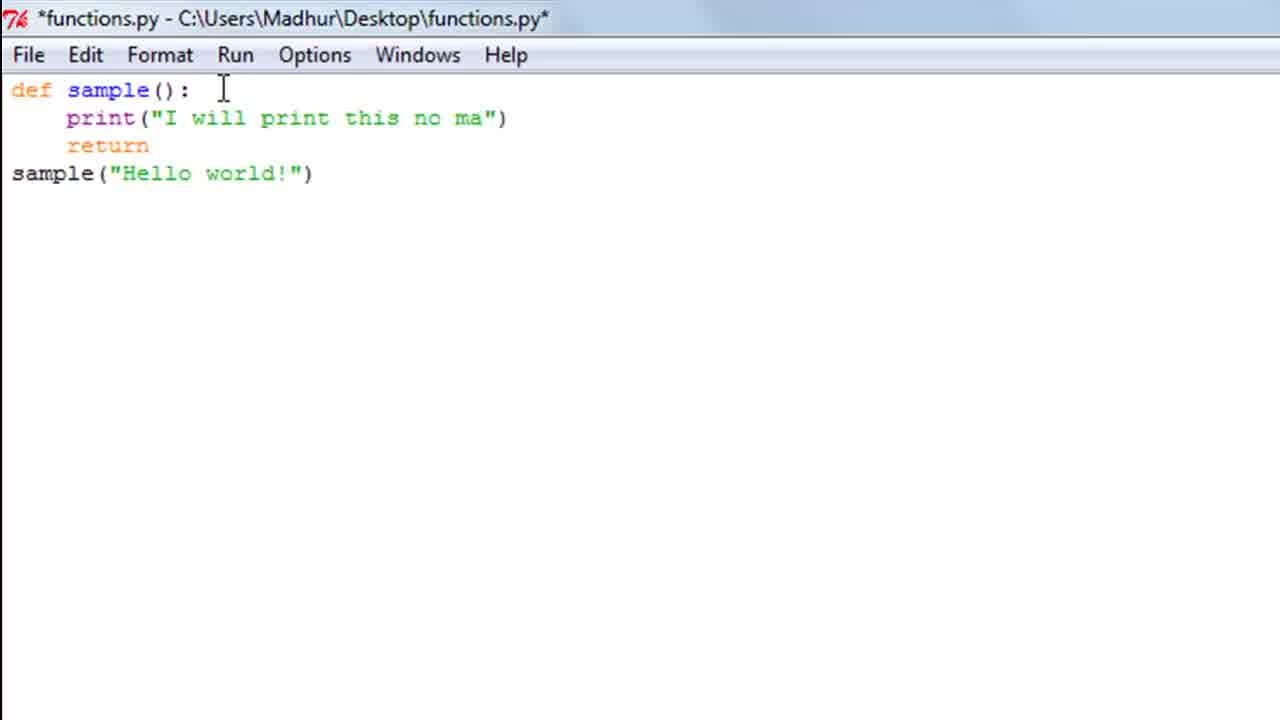 *functions.py - C:\Users\Madhur\Desktop\functions.py*
File Edit Format Run Options Windows Help
def sample():
    print("I will print this no ma")
    return
sample("Hello world!")